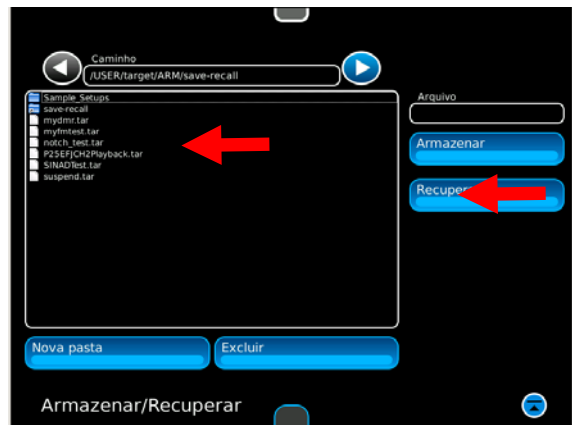 Caminho
/USER/target/ARM/save-recall
Sample_Setups
save-recall
mydmr.tar
myfmtest.tar
notch_test.tar
P25EFJCH2Playback.tar
SINADTest.tar
suspend.tar
Arquivo
Armazenar
Nova pasta
Excluir
Armazenar/Recuperar